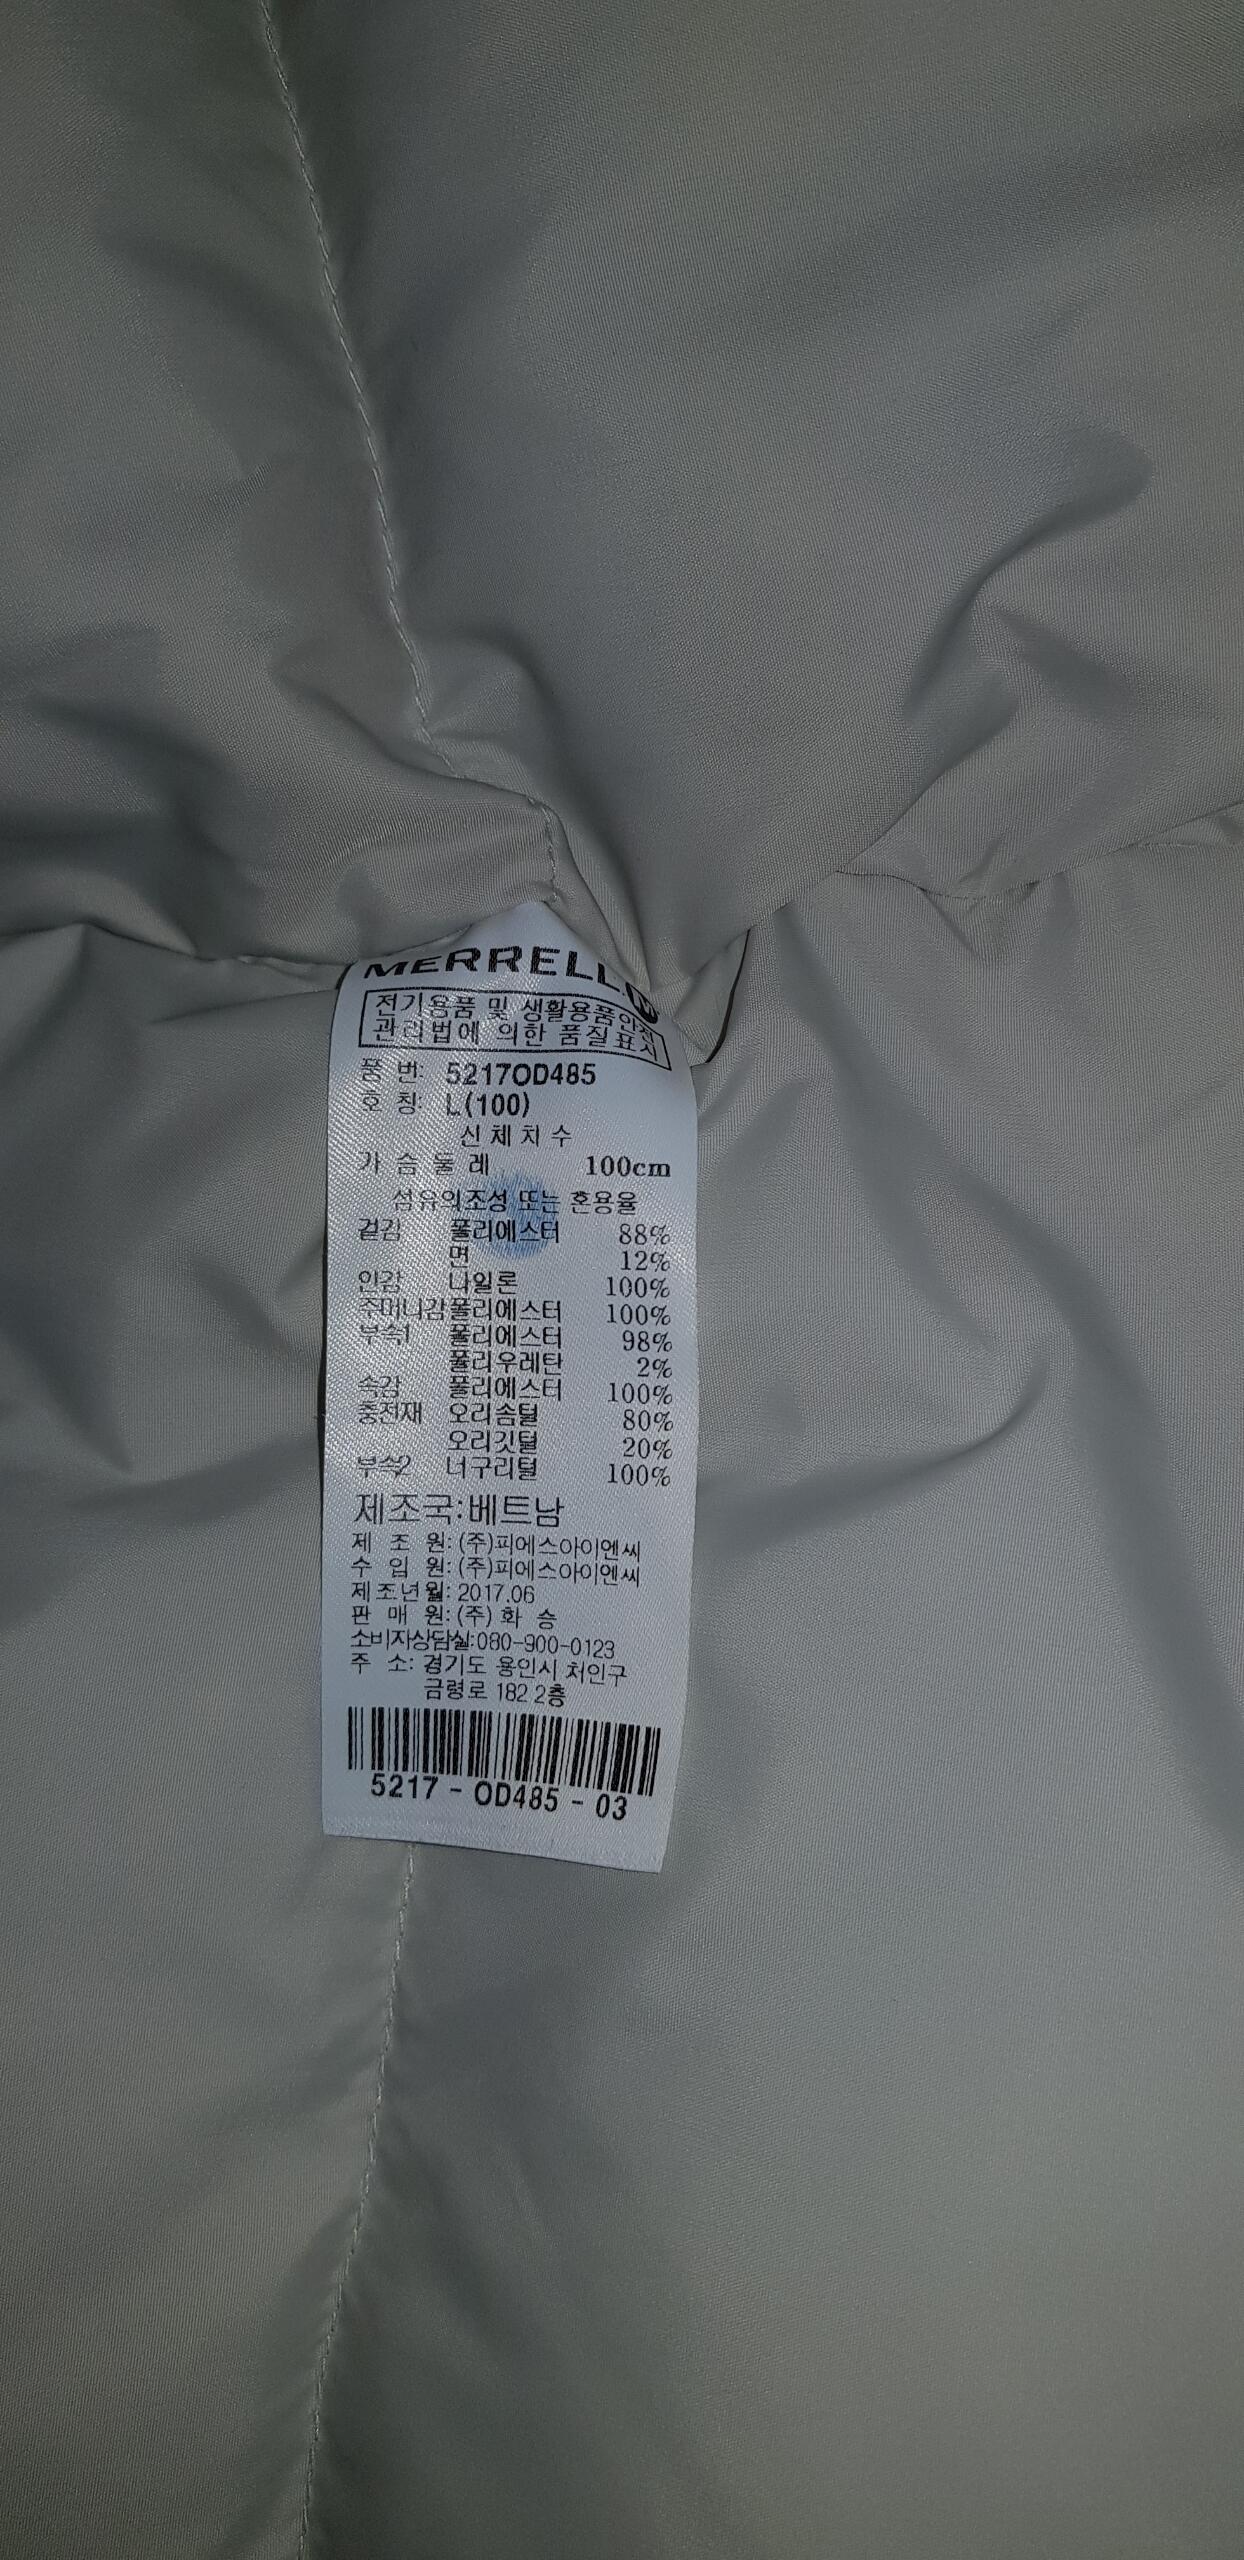 MERRELL
전기용품 및 생활용품안전
관리법에 의한 품질표시
품 번: 5217OD485
호 칭: L(100)
신체치수
가슴둘레 100cm
섬유의조성 또는 혼용율
겉감 폴리에스터 88%
면 12%
안감 나일론 100%
주머니감 폴리에스터 100%
부속1 폴리에스터 98%
폴리우레탄 2%
속감 폴리에스터 100%
충전재 오리솜털 80%
오리깃털 20%
부속2 너구리털 100%
제조국:베트남
제 조 원: (주)피에스아이엔씨
수 입 원: (주)피에스아이엔씨
제조년월: 2017.06
판 매 원: (주) 화 승
소비자상담실:080-900-0123
주 소: 경기도 용인시 처인구
금령로 182 2층
5217 - OD485 - 03